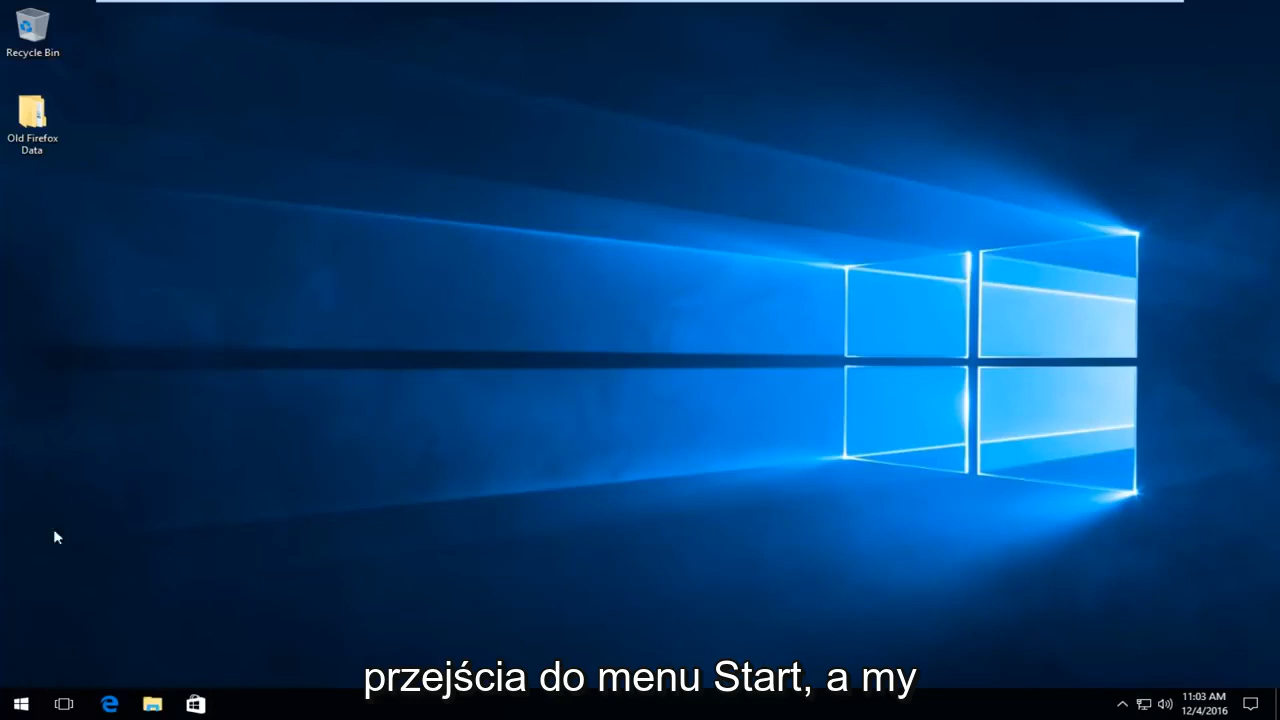 Recycle Bin
Old Firefox
Data
przejścia do menu Start, a my
11:03 AM
12/4/2016